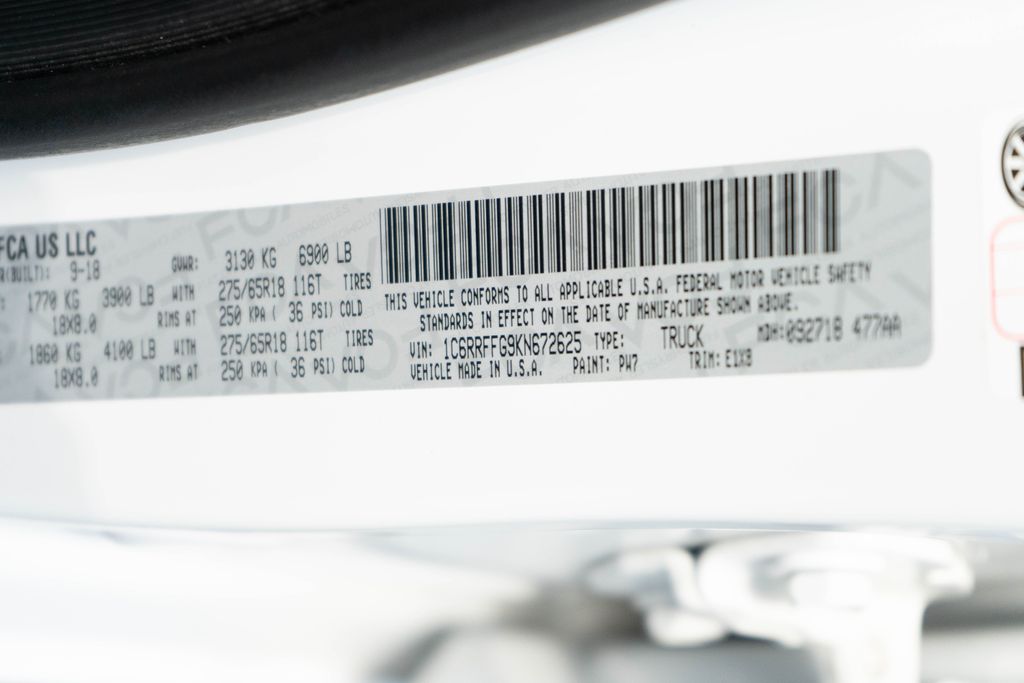 FCA US LLC
R(BUILT): 9-18 GVWR: 3130 KG 6900 LB
1770 KG 3900 LB WITH 275/65R18 116T TIRES
18X8.0 RIMS AT 250 KPA ( 36 PSI) COLD
1860 KG 4100 LB WITH 275/65R18 116T TIRES
18X8.0 RIMS AT 250 KPA ( 36 PSI) COLD
THIS VEHICLE CONFORMS TO ALL APPLICABLE U.S.A. FEDERAL MOTOR VEHICLE SAFETY
STANDARDS IN EFFECT ON THE DATE OF MANUFACTURE SHOWN ABOVE.
VIN: 1C6RRFFG9KN672625 TYPE: TRUCK MDH:092718 477AA
VEHICLE MADE IN U.S.A. PAINT: PW7 TRIM: E1X8